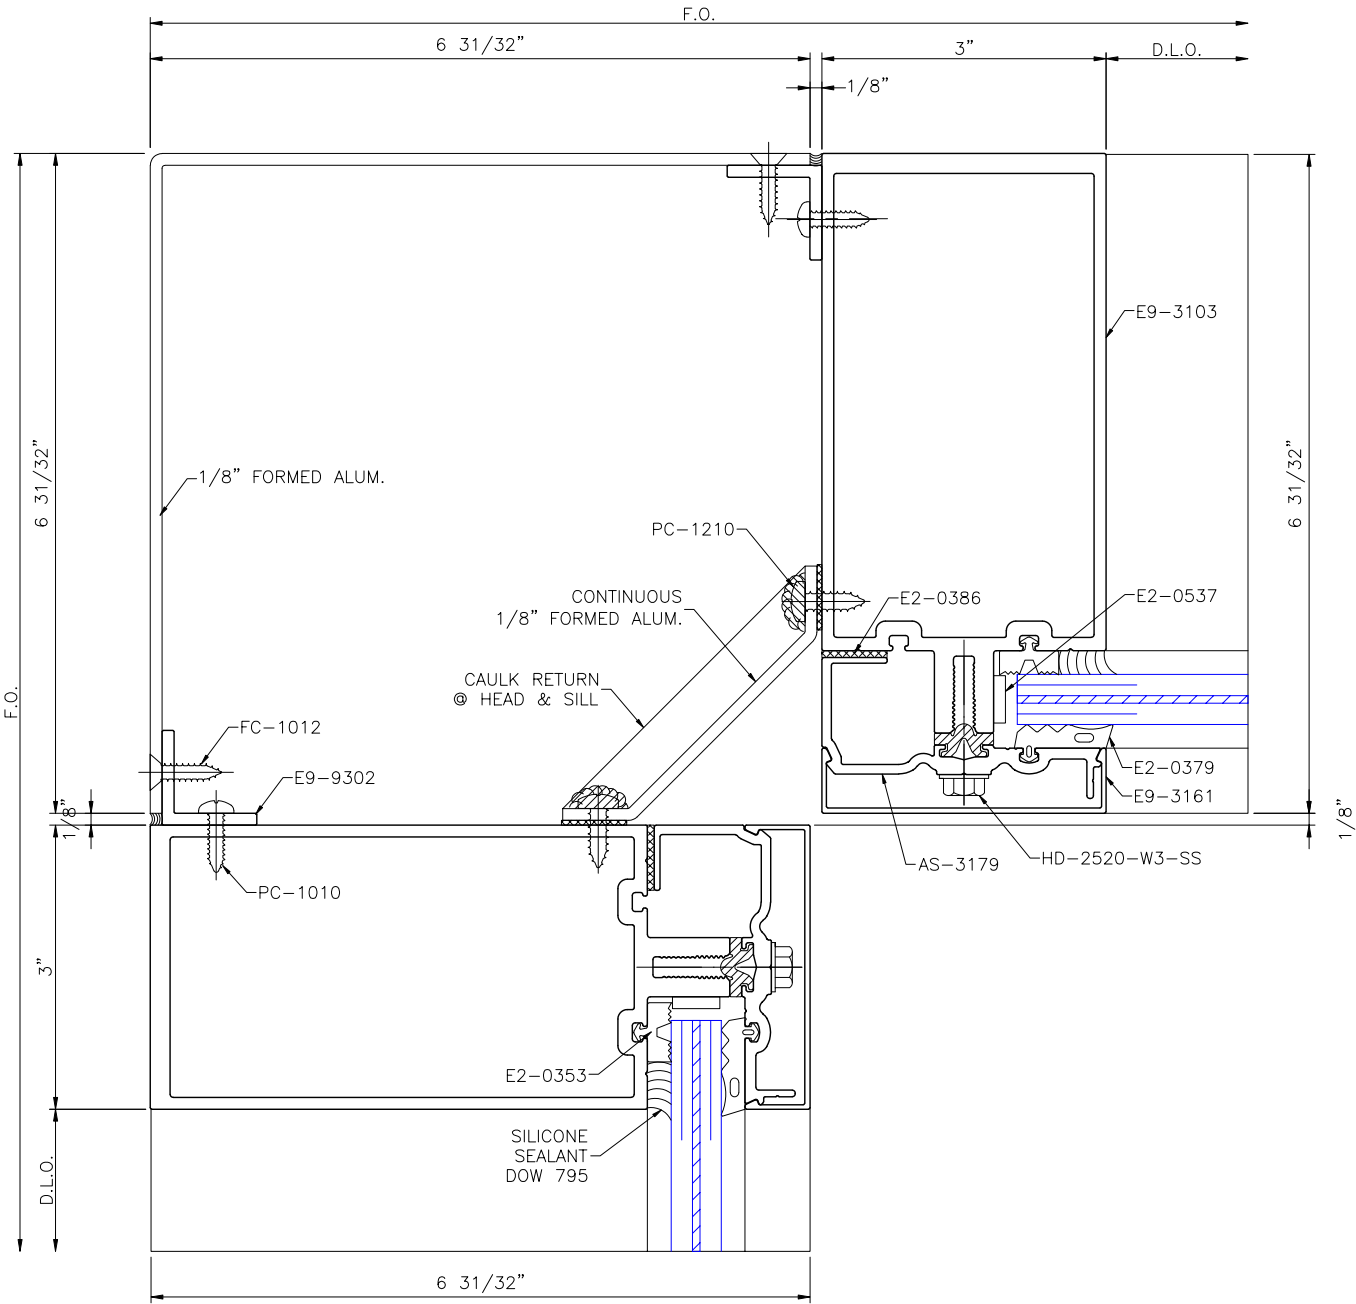 F.O.
6 31/32"
3"
D.L.O.
1/8"
E9-3103
6 31/32"
6 31/32"
1/8" FORMED ALUM.
PC-1210
CONTINUOUS
1/8" FORMED ALUM.
E2-0386
E2-0537
CAULK RETURN
@ HEAD & SILL
F.O.
FC-1012
E9-9302
E2-0379
E9-3161
1/8"
1/8"
AS-3179
HD-2520-W3-SS
PC-1010
3"
E2-0353
SILICONE
SEALANT
DOW 795
D.L.O.
6 31/32"